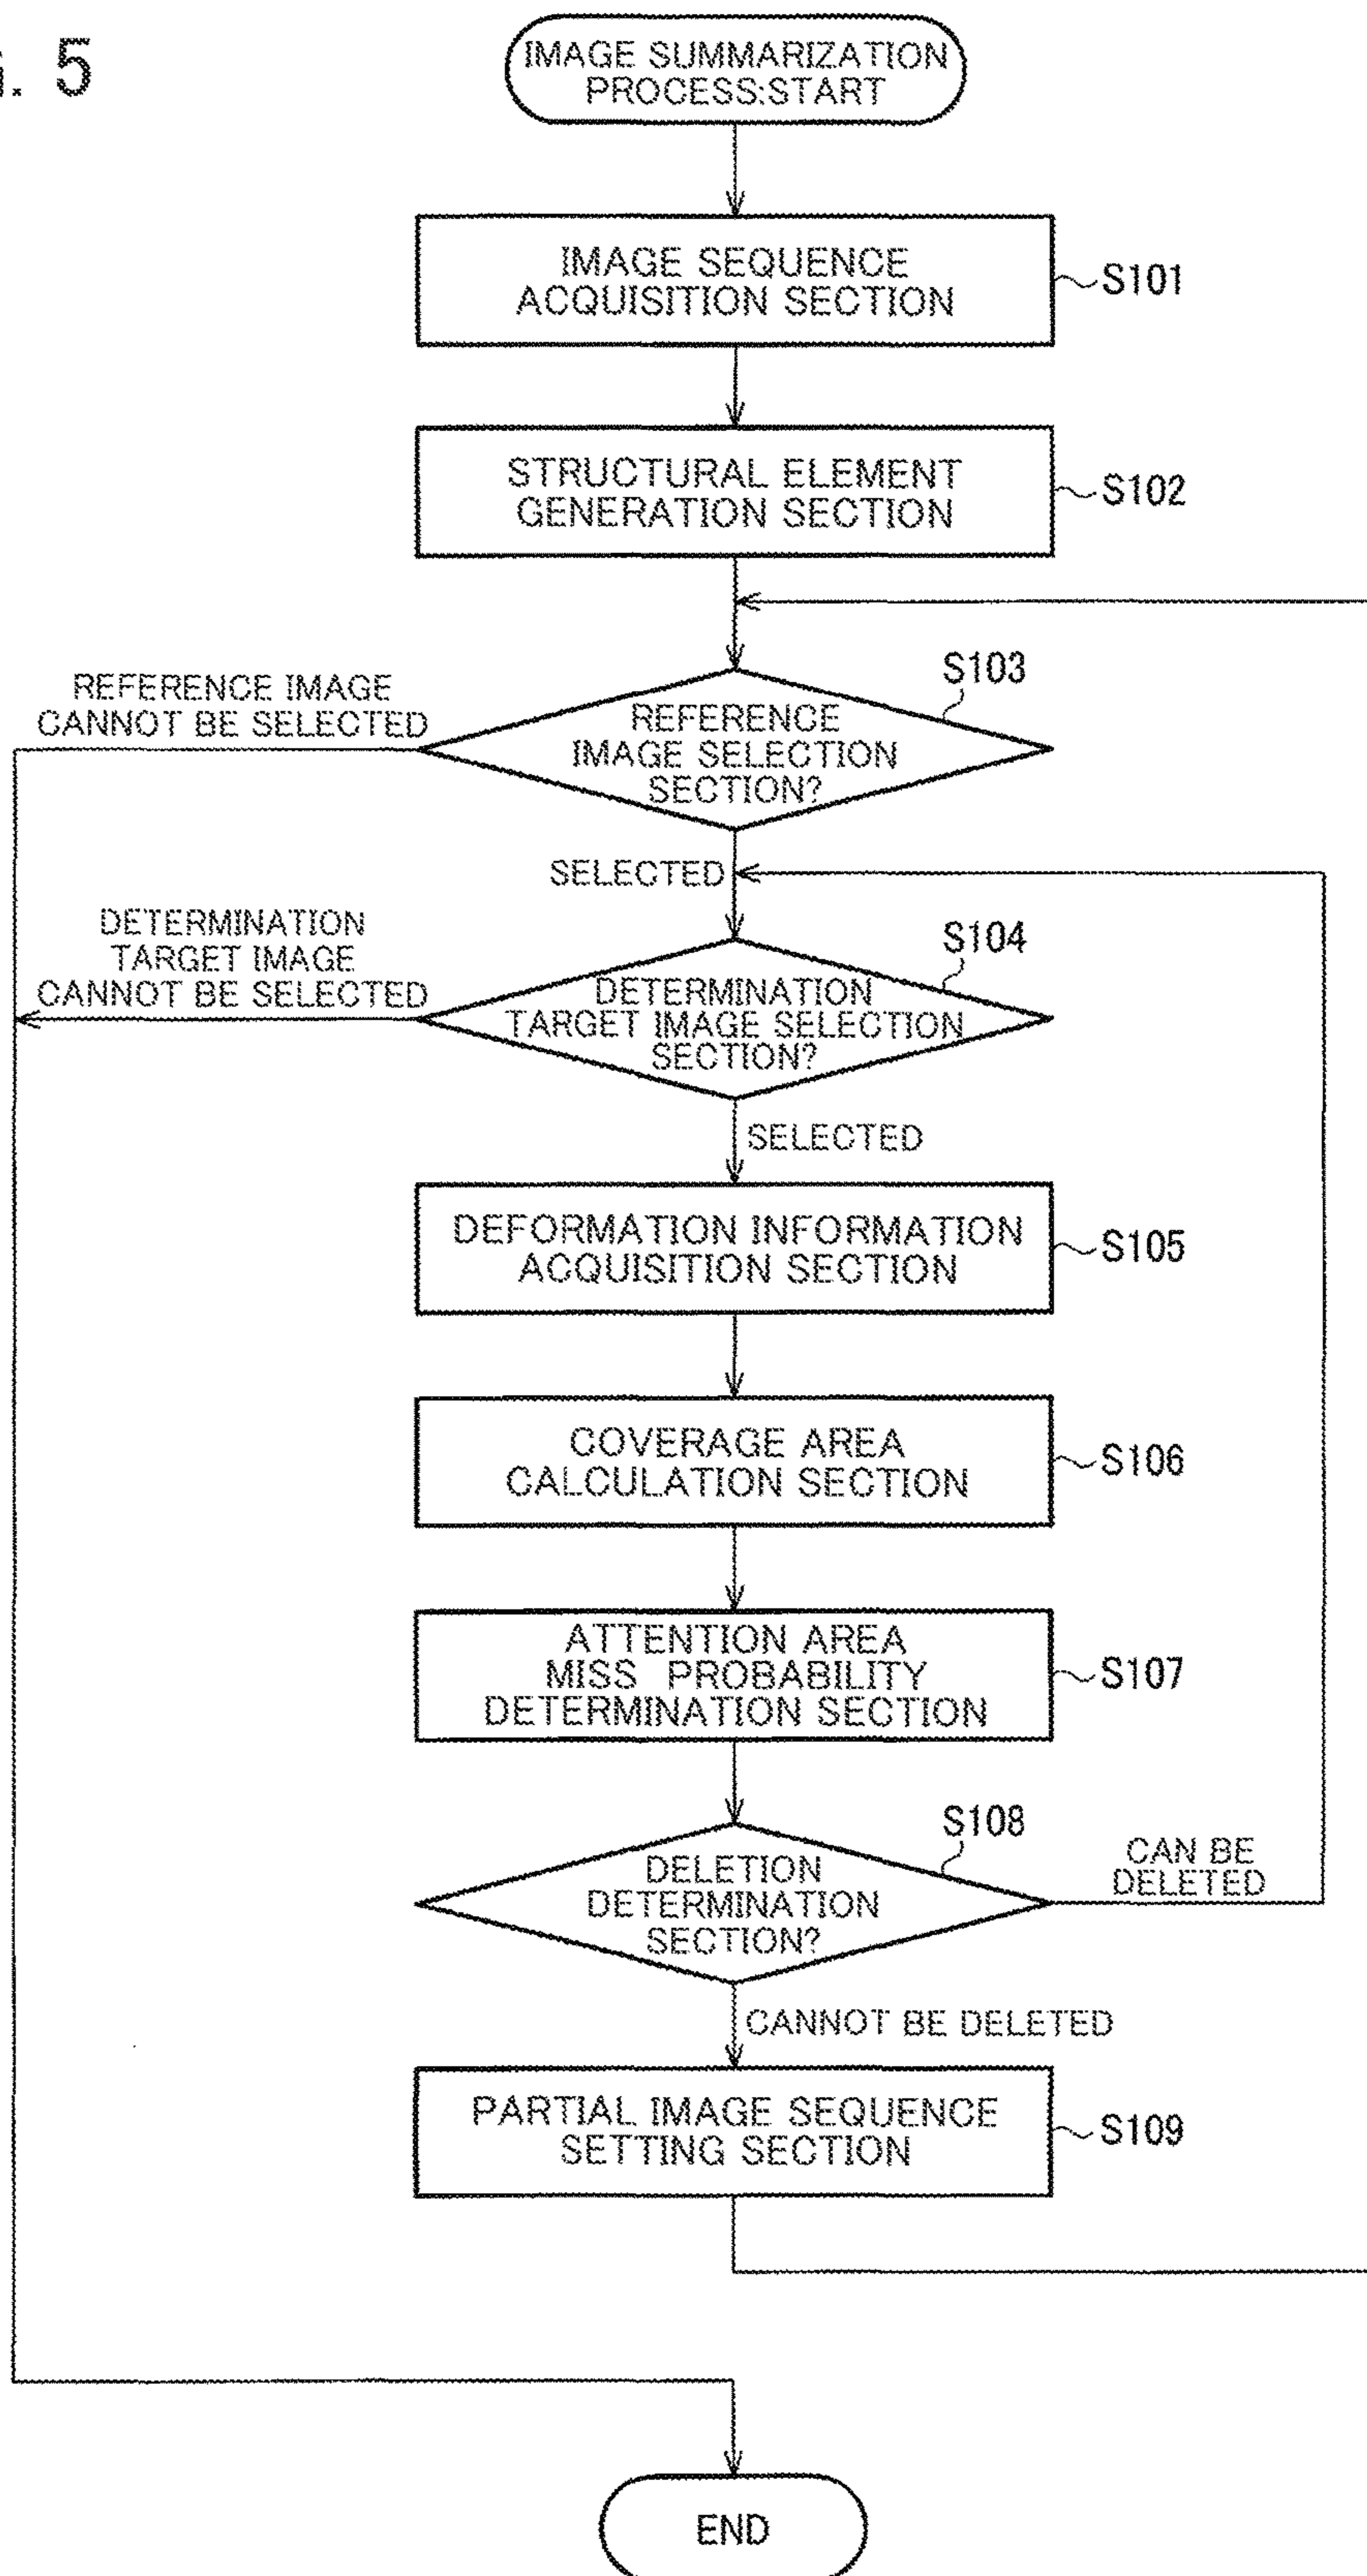 . 5
IMAGE SUMMARIZATION
PROCESS:START
IMAGE SEQUENCE
ACQUISITION SECTION
S101
STRUCTURAL ELEMENT
GENERATION SECTION
S102
REFERENCE IMAGE
CANNOT BE SELECTED
S103
REFERENCE
IMAGE SELECTION
SECTION?
SELECTED
DETERMINATION
TARGET IMAGE
CANNOT BE SELECTED
S104
DETERMINATION
TARGET IMAGE SELECTION
SECTION?
SELECTED
DEFORMATION INFORMATION
ACQUISITION SECTION
S105
COVERAGE AREA
CALCULATION SECTION
S106
ATTENTION AREA
MISS PROBABILITY
DETERMINATION SECTION
S107
S108
DELETION
DETERMINATION
SECTION?
CAN BE
DELETED
CANNOT BE DELETED
PARTIAL IMAGE SEQUENCE
SETTING SECTION
S109
END